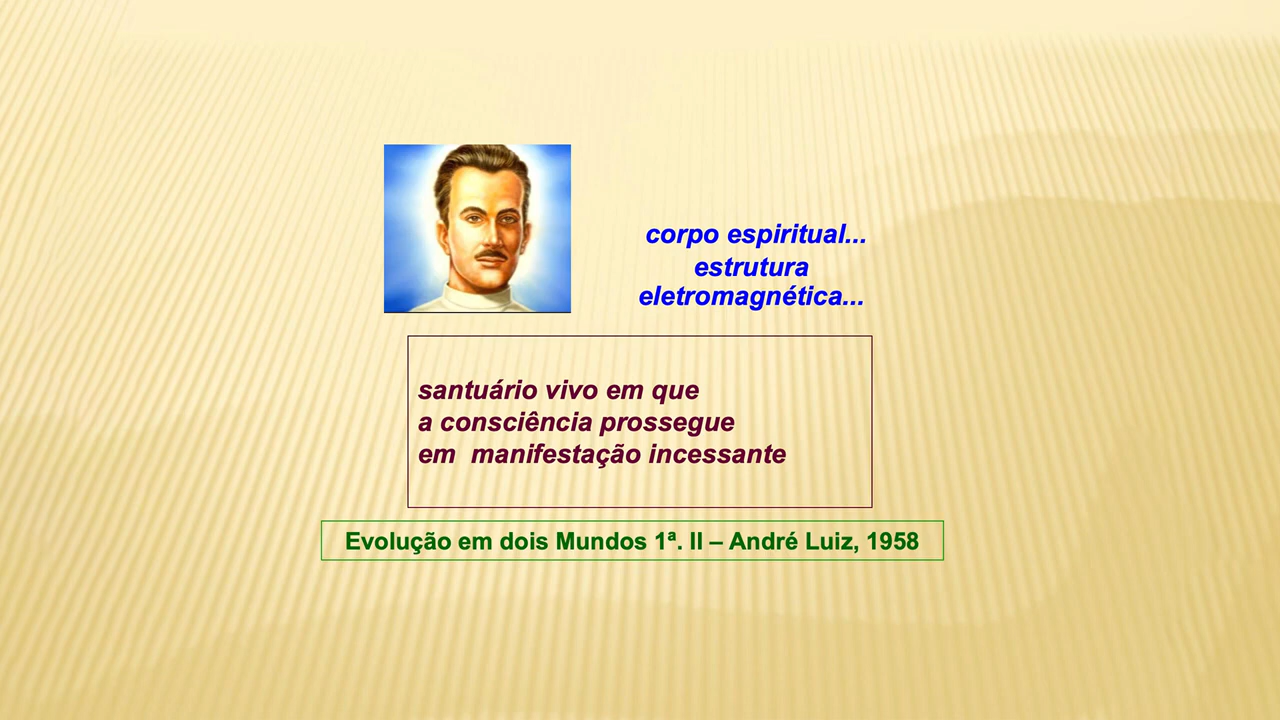 corpo espiritual...
estrutura
eletromagnética...
santuário vivo em que
a consciência prossegue
em  manifestação incessante
Evolução em dois Mundos 1ª. II – André Luiz, 1958